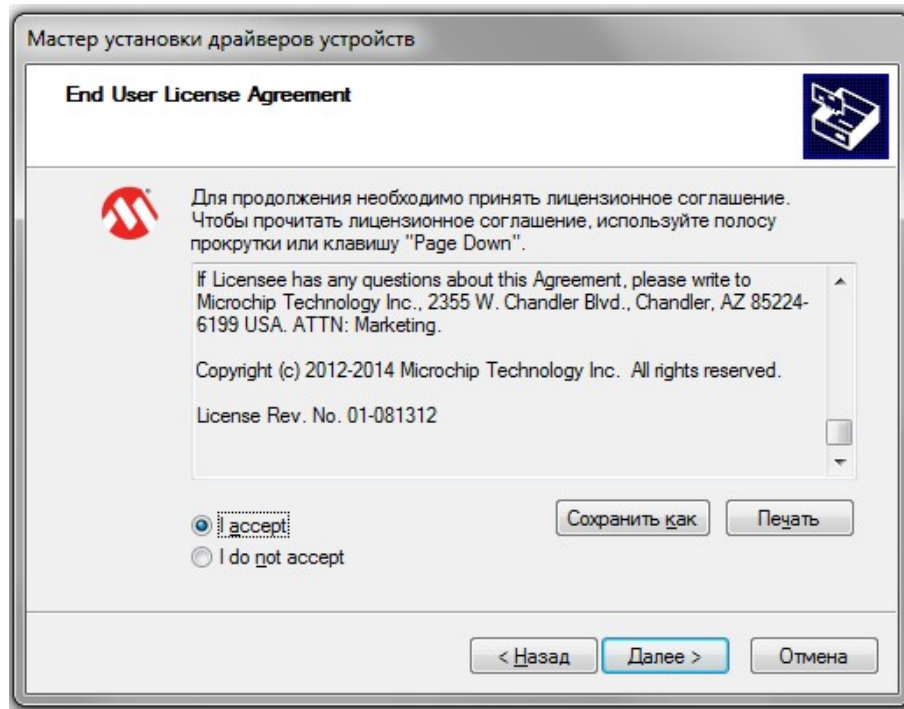 Мастер установки драйверов устройств
End User License Agreement
Для продолжения необходимо принять лицензионное соглашение.
Чтобы прочитать лицензионное соглашение, используйте полосу
прокрутки или клавишу "Page Down".
If Licensee has any questions about this Agreement, please write to
Microchip Technology Inc., 2355 W. Chandler Blvd., Chandler, AZ 85224-
6199 USA. ATTN: Marketing.
Copyright (c) 2012-2014 Microchip Technology Inc.  All rights reserved.
License Rev. No. 01-081312
I accept
Сохранить как
Печать
I do not accept
< Назад
Далее >
Отмена